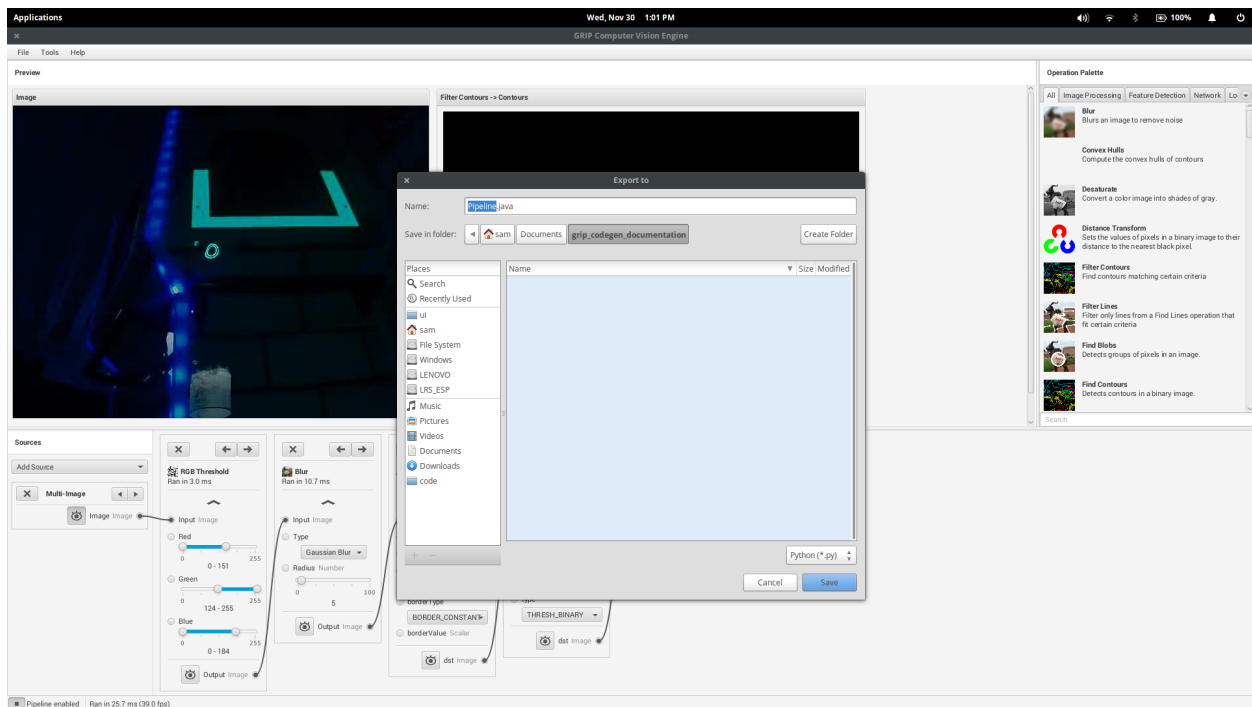 Applications
Wed, Nov 30 1:01 PM
100%
GRIP Computer Vision Engine
File Tools Help
Preview
Image
Filter Contours -> Contours
Operation Palette
All Image Processing Feature Detection Network Lo
Blur
Blurs an image to remove noise
Convex Hulls
Compute the convex hulls of contours
Desaturate
Convert a color image into shades of gray.
Distance Transform
Sets the values of pixels in a binary image to their
distance to the nearest black pixel.
Filter Contours
Find contours matching certain criteria
Filter Lines
Filter only lines from a Find Lines operation that
fit certain criteria
Find Blobs
Detects groups of pixels in an image.
Find Contours
Detects contours in a binary image.
Search
Export to
Name: Pipeline.java
Save in folder: sam Documents grip_codegen_documentation Create Folder
Places
Search
Recently Used
ui
sam
File System
Windows
LENOVO
LRS_ESP
Music
Pictures
Videos
Documents
Downloads
code
Name Size Modified
Python (*.py)
Cancel Save
Sources
Add Source
Multi-Image
Image Image
RGB Threshold
Ran in 3.0 ms
Input Image
Red
0 255
0 - 151
Green
0 255
124 - 255
Blue
0 255
0 - 184
Output Image
Blur
Ran in 10.7 ms
Input Image
Type
Gaussian Blur
Radius Number
0 100
5
Output Image
borderType
BORDER_CONSTANT
borderValue Scalar
dst Image
THRESH_BINARY
dst Image
Pipeline enabled Ran in 25.7 ms (39.0 fps)